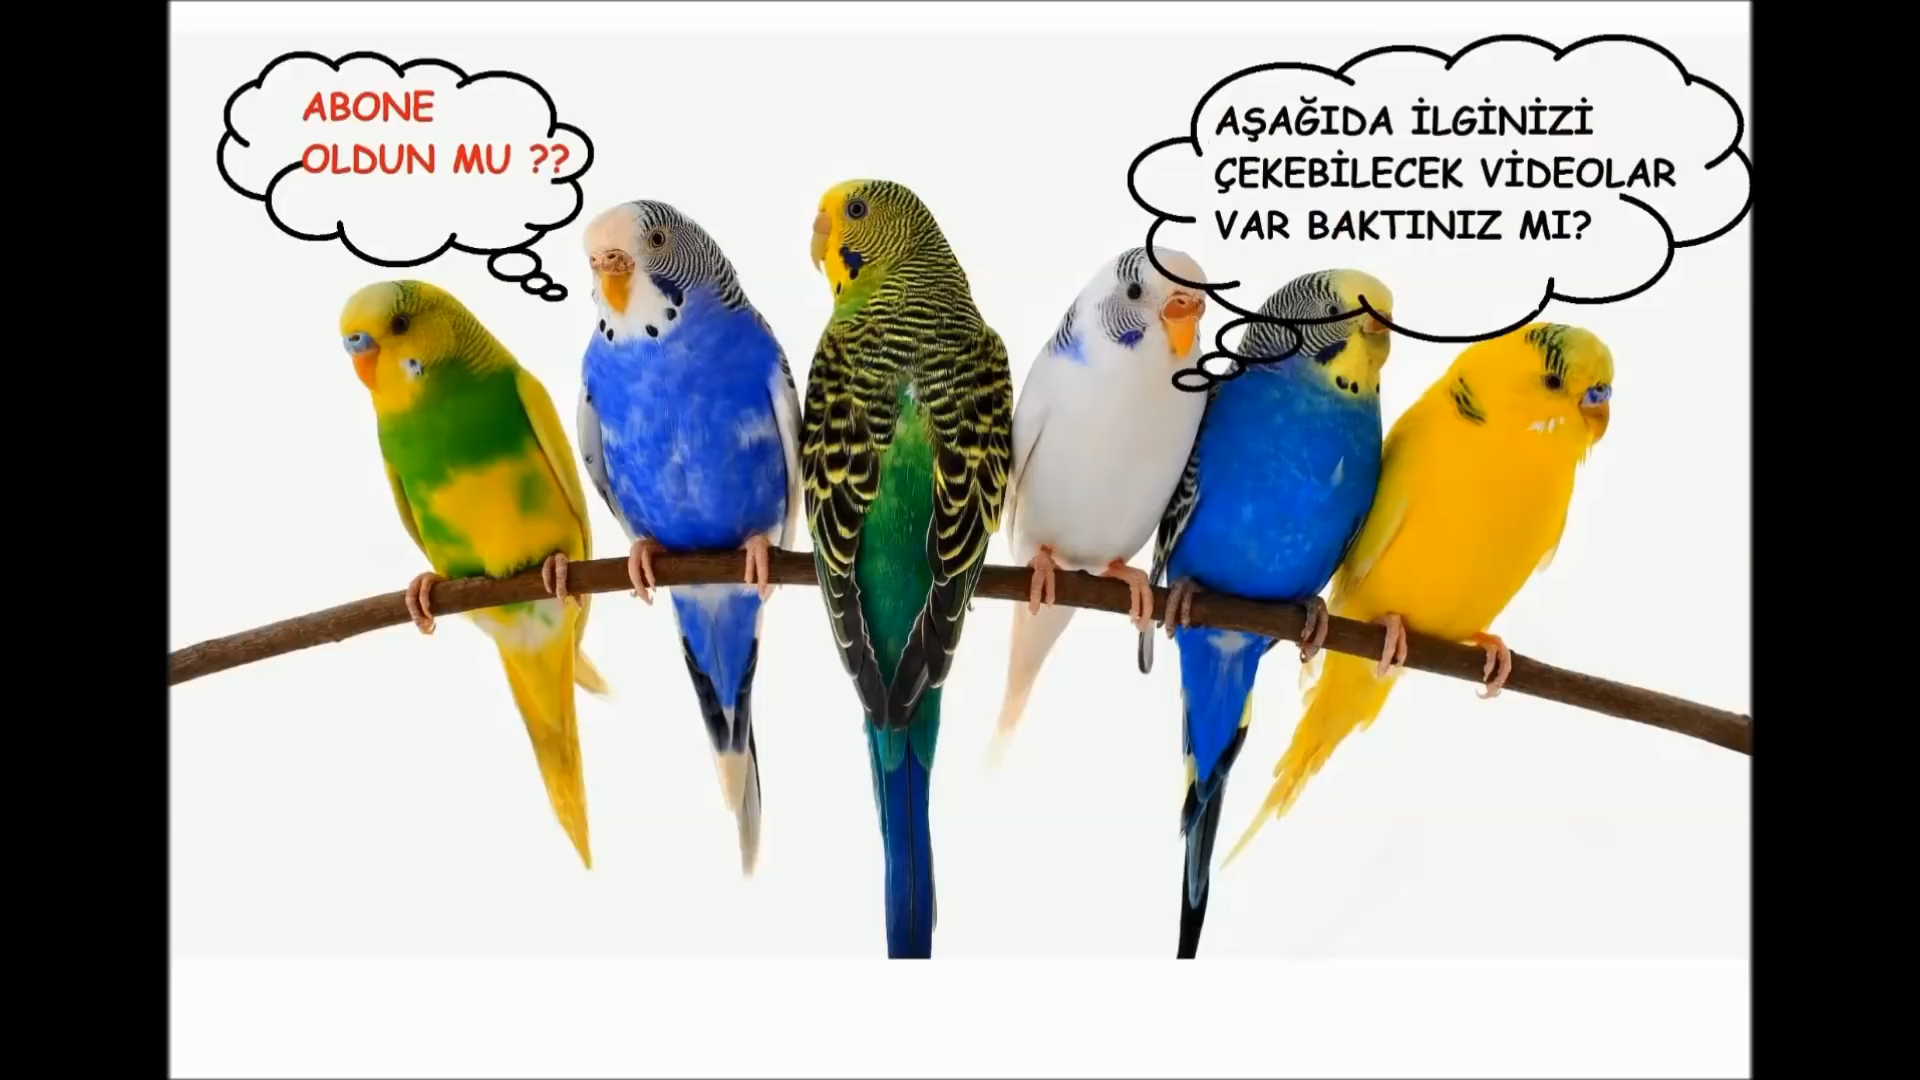 ABONE
OLDUN MU ??
AŞAĞIDA İLGİNİZİ
ÇEKEBİLECEK VİDEOLAR
VAR BAKTINIZ MI?